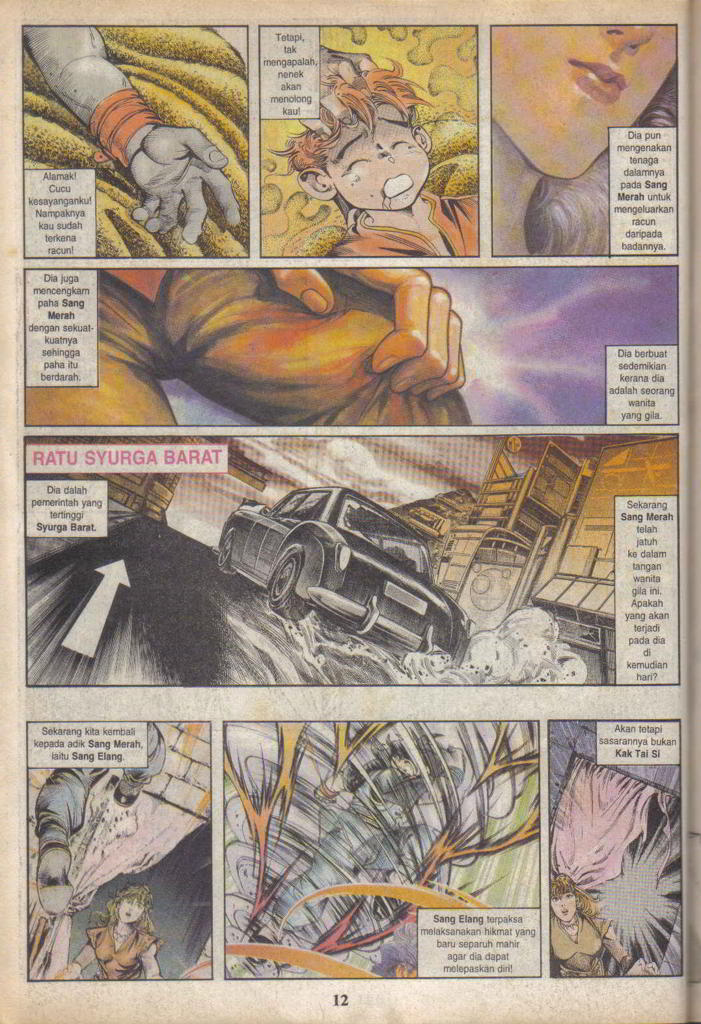 Alamak!
Cucu
kesayanganku!
Nampaknya
kau sudah
terkena
racun!
Tetapi,
tak
mengapalah,
nenek
akan
menolong
kau!
Dia pun
mengenakan
tenaga
dalamnya
pada Sang
Merah untuk
mengeluarkan
racun
daripada
badannya.
Dia juga
mencengkam
paha Sang
Merah
dengan sekuat-
kuatnya
sehingga
paha itu
berdarah.
Dia berbuat
sedemikian
kerana dia
adalah seorang
wanita
yang gila.
RATU SYURGA BARAT
Dia dalah
pemerintah yang
tertinggi
Syurga Barat.
Sekarang
Sang Merah
telah
jatuh
ke dalam
tangan
wanita
gila ini.
Apakah
yang akan
terjadi
pada dia
di
kemudian
hari?
Sekarang kita kembali
kepada adik Sang Merah,
iaitu Sang Elang.
Sang Elang terpaksa
melaksanakan hikmat yang
baru separuh mahir
agar dia dapat
melepaskan diri!
Akan tetapi
sasarannya bukan
Kak Tai Si
12